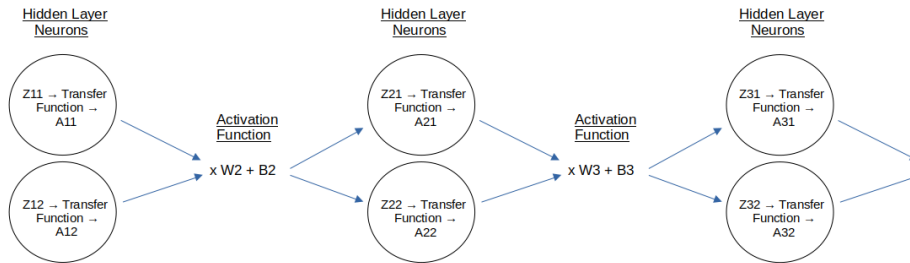 Hidden Layer
Neurons
Z11 → Transfer
Function →
A11
Z12 → Transfer
Function →
A12
Activation
Function
x W2 + B2
Hidden Layer
Neurons
Z21 → Transfer
Function →
A21
Z22 → Transfer
Function →
A22
Activation
Function
x W3 + B3
Hidden Layer
Neurons
Z31 → Transfer
Function →
A31
Z32 → Transfer
Function →
A32